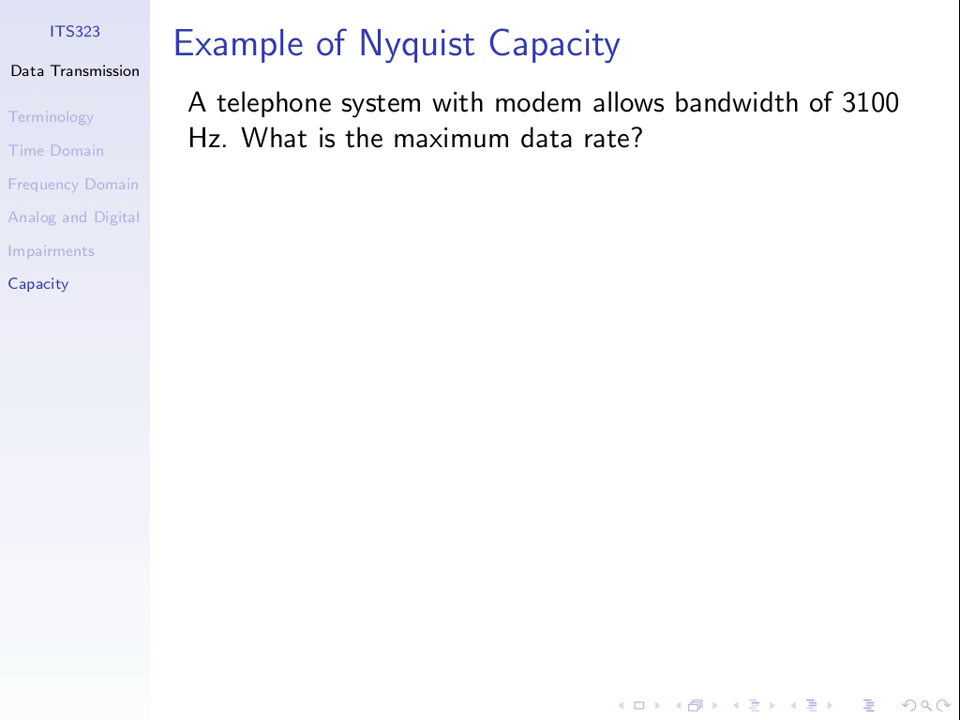 ITS323
Data Transmission
Terminology
Time Domain
Frequency Domain
Analog and Digital
Impairments
Capacity
Example of Nyquist Capacity
A telephone system with modem allows bandwidth of 3100
Hz. What is the maximum data rate?